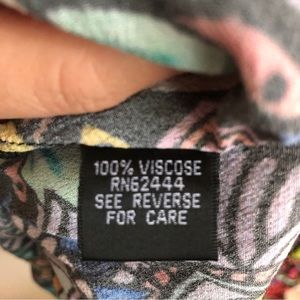 100% VISCOSE
RN62444
SEE REVERSE
FOR CARE